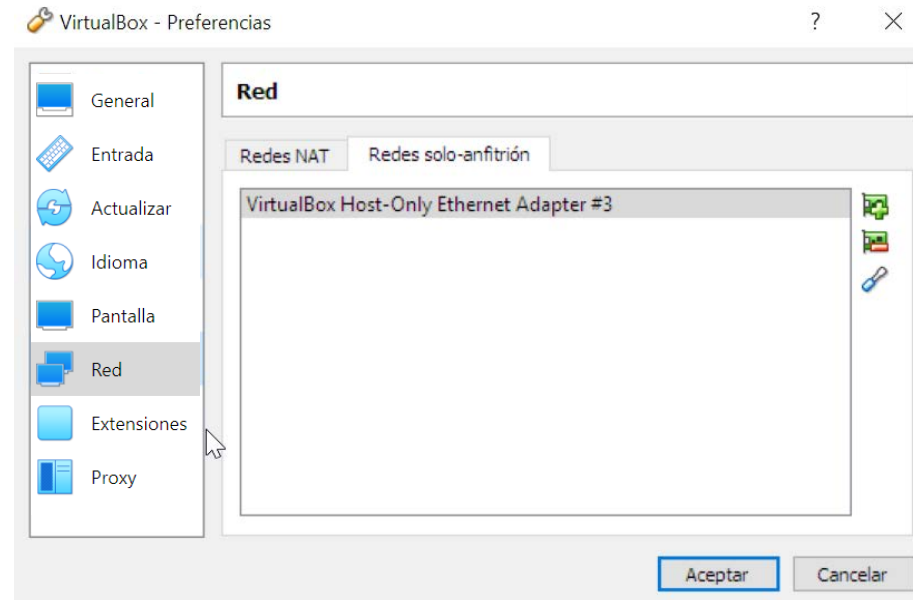 VirtualBox - Preferencias
?
General
Entrada
Actualizar
Idioma
Pantalla
Red
Extensiones
Proxy
Red
Redes NAT
Redes solo-anfitrión
VirtualBox Host-Only Ethernet Adapter #3
Aceptar
Cancelar